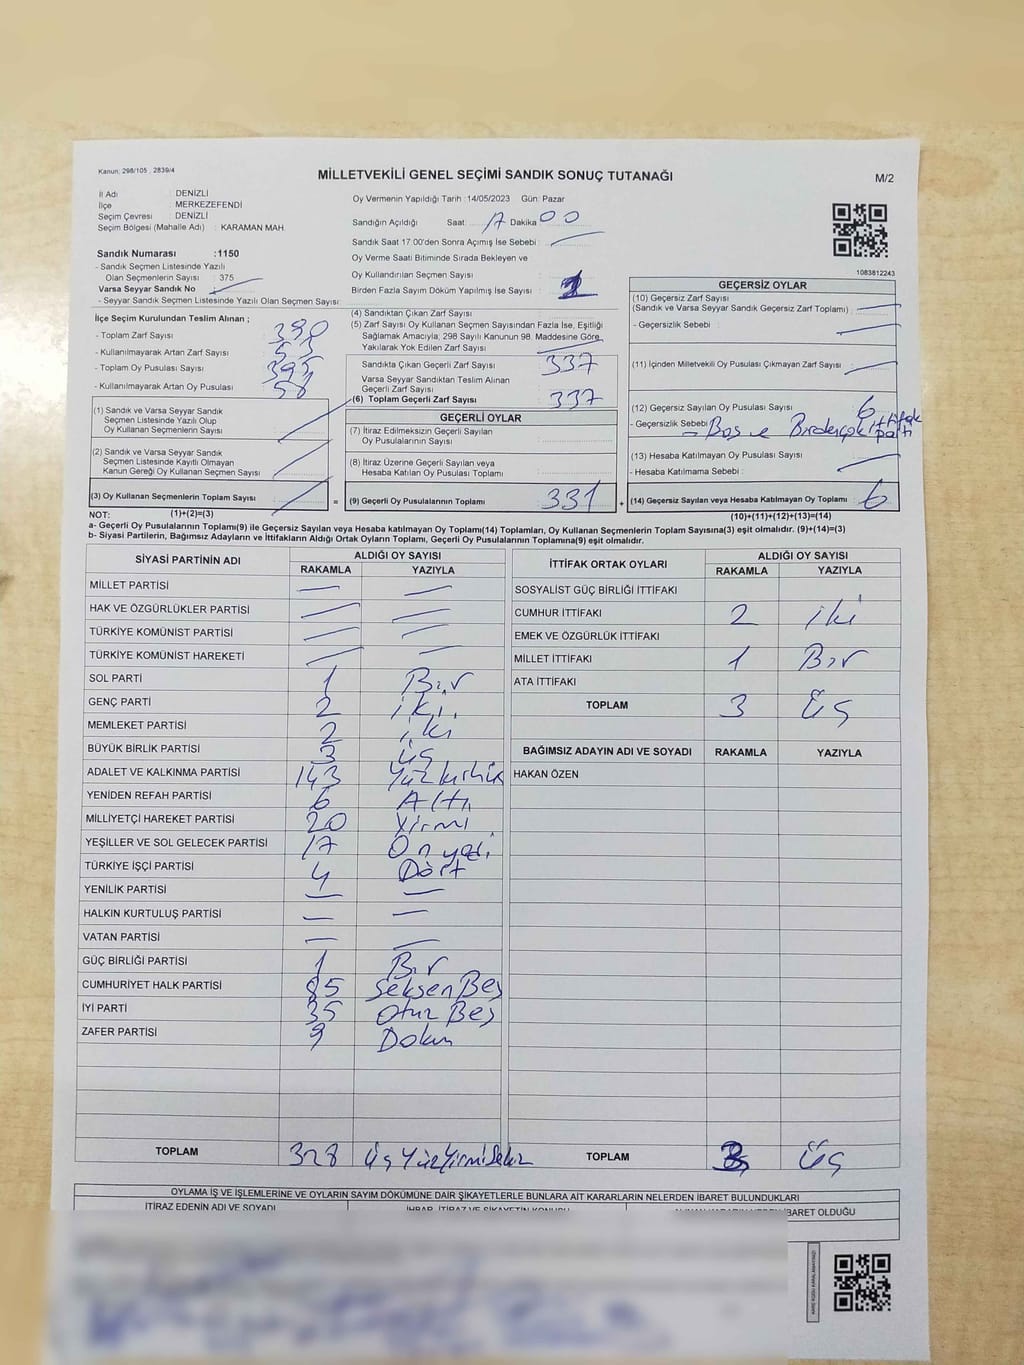 Kanun, 298/105 , 2839/4
MİLLETVEKİLİ GENEL SEÇİMİ SANDIK SONUÇ TUTANAĞI
M/2
İl Adı : DENİZLİ
İlçe : MERKEZEFENDİ
Seçim Çevresi : DENİZLİ
Seçim Bölgesi (Mahalle Adı) : KARAMAN MAH.
Sandık Numarası :1150
- Sandık Seçmen Listesinde Yazılı
Olan Seçmenlerin Sayısı : 375
Varsa Seyyar Sandık No :
- Seyyar Sandık Seçmen Listesinde Yazılı Olan Seçmen Sayısı:
Oy Vermenin Yapıldığı Tarih :14/05/2023 Gün: Pazar
Sandığın Açıldığı Saat: 17 Dakika 00
Sandık Saat 17.00'den Sonra Açımış İse Sebebi :
Oy Verme Saati Bitiminde Sırada Bekleyen ve
Oy Kullandırılan Seçmen Sayısı :
Birden Fazla Sayım Döküm Yapılmış İse Sayısı :
1083812243
İlçe Seçim Kurulundan Teslim Alınan ;
- Toplam Zarf Sayısı : 390
- Kullanılmayarak Artan Zarf Sayısı : 53
- Toplam Oy Pusulası Sayısı : 395
- Kullanılmayarak Artan Oy Pusulası : 58
(1) Sandık ve Varsa Seyyar Sandık
Seçmen Listesinde Yazılı Olup
Oy Kullanan Seçmenlerin Sayısı :
(2) Sandık ve Varsa Seyyar Sandık
Seçmen Listesinde Kayıtlı Olmayan
Kanun Gereği Oy Kullanan Seçmen Sayısı :
(3) Oy Kullanan Seçmenlerin Toplam Sayısı :
(1)+(2)=(3)
(4) Sandıktan Çıkan Zarf Sayısı :
(5) Zarf Sayısı Oy Kullanan Seçmen Sayısından Fazla İse, Eşitliği
Sağlamak Amacıyla; 298 Sayılı Kanunun 98. Maddesine Göre
Yakılarak Yok Edilen Zarf Sayısı :
Sandıkta Çıkan Geçerli Zarf Sayısı : 337
Varsa Seyyar Sandıktan Teslim Alınan
Geçerli Zarf Sayısı :
(6) Toplam Geçerli Zarf Sayısı : 337
GEÇERLİ OYLAR
(7) İtiraz Edilmeksizin Geçerli Sayılan
Oy Pusulalarının Sayısı :
(8) İtiraz Üzerine Geçerli Sayılan veya
Hesaba Katılan Oy Pusulası Toplamı :
= (9) Geçerli Oy Pusulalarının Toplamı : 331
GEÇERSİZ OYLAR
(10) Geçersiz Zarf Sayısı
(Sandık ve Varsa Seyyar Sandık Geçersiz Zarf Toplamı) :
- Geçersizlik Sebebi :
(11) İçinden Milletvekili Oy Pusulası Çıkmayan Zarf Sayısı :
(12) Geçersiz Sayılan Oy Pusulası Sayısı : 6
- Geçersizlik Sebebi : - Boş ve Birden çok ittifak
parti
(13) Hesaba Katılmayan Oy Pusulası Sayısı :
- Hesaba Katılmama Sebebi :
+ (14) Geçersiz Sayılan veya Hesaba Katılmayan Oy Toplamı : 6
(10)+(11)+(12)+(13)=(14)
NOT:
a- Geçerli Oy Pusulalarının Toplamı(9) ile Geçersiz Sayılan veya Hesaba katılmayan Oy Toplamı(14) Toplamları, Oy Kullanan Seçmenlerin Toplam Sayısına(3) eşit olmalıdır. (9)+(14)=(3)
b- Siyasi Partilerin, Bağımsız Adayların ve İttifakların Aldığı Ortak Oyların Toplamı, Geçerli Oy Pusulalarının Toplamına(9) eşit olmalıdır.
SİYASİ PARTİNİN ADI ALDIĞI OY SAYISI
RAKAMLA YAZIYLA
MİLLET PARTİSİ
HAK VE ÖZGÜRLÜKLER PARTİSİ
TÜRKİYE KOMÜNİST PARTİSİ
TÜRKİYE KOMÜNİST HAREKETİ
SOL PARTİ 1 Bir
GENÇ PARTİ 2 iki
MEMLEKET PARTİSİ 2 iki
BÜYÜK BİRLİK PARTİSİ 3 üç
ADALET VE KALKINMA PARTİSİ 143 Yüz kırk üç
YENİDEN REFAH PARTİSİ 6 Altı
MİLLİYETÇİ HAREKET PARTİSİ 20 Yirmi
YEŞİLLER VE SOL GELECEK PARTİSİ 17 On yedi
TÜRKİYE İŞÇİ PARTİSİ 4 Dört
YENİLİK PARTİSİ
HALKIN KURTULUŞ PARTİSİ
VATAN PARTİSİ
GÜÇ BİRLİĞİ PARTİSİ 1 Bir
CUMHURİYET HALK PARTİSİ 85 Seksen Beş
İYİ PARTİ 35 Otuz Beş
ZAFER PARTİSİ 9 Dokuz
TOPLAM 328 Üç Yüz Yirmi Sekiz
İTTİFAK ORTAK OYLARI ALDIĞI OY SAYISI
RAKAMLA YAZIYLA
SOSYALİST GÜÇ BİRLİĞİ İTTİFAKI
CUMHUR İTTİFAKI 2 iki
EMEK VE ÖZGÜRLÜK İTTİFAKI
MİLLET İTTİFAKI 1 Bir
ATA İTTİFAKI
TOPLAM 3 Üç
BAĞIMSIZ ADAYIN ADI VE SOYADI RAKAMLA YAZIYLA
HAKAN ÖZEN
TOPLAM 3 Üç
OYLAMA İŞ VE İŞLEMLERİNE VE OYLARIN SAYIM DÖKÜMÜNE DAİR ŞİKAYETLERLE BUNLARA AİT KARARLARIN NELERDEN İBARET BULUNDUKLARI
İTİRAZ EDENİN ADI VE SOYADI İHBAR, İTİRAZ VE ŞİKAYETİN KONUSU İBARET OLDUĞU